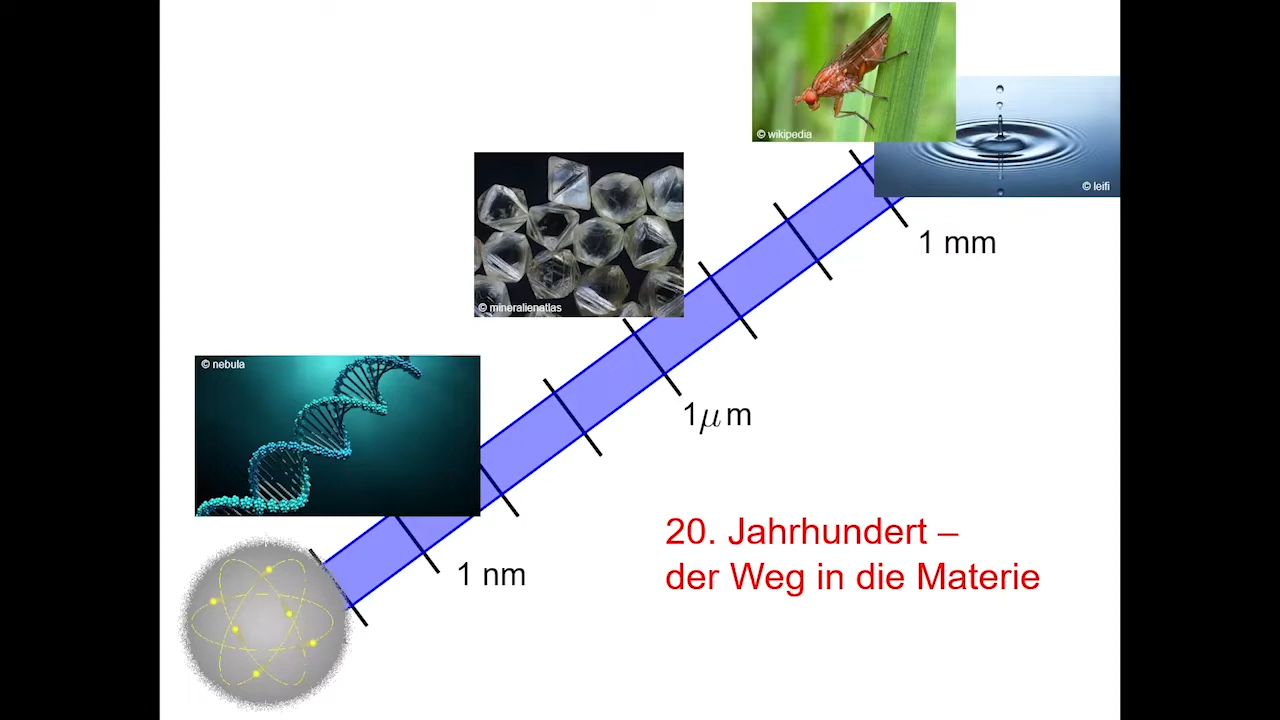 © wikipedia
© leifi
1 mm
© mineralienatlas
© nebula
1μm
1 nm
20. Jahrhundert –
der Weg in die Materie